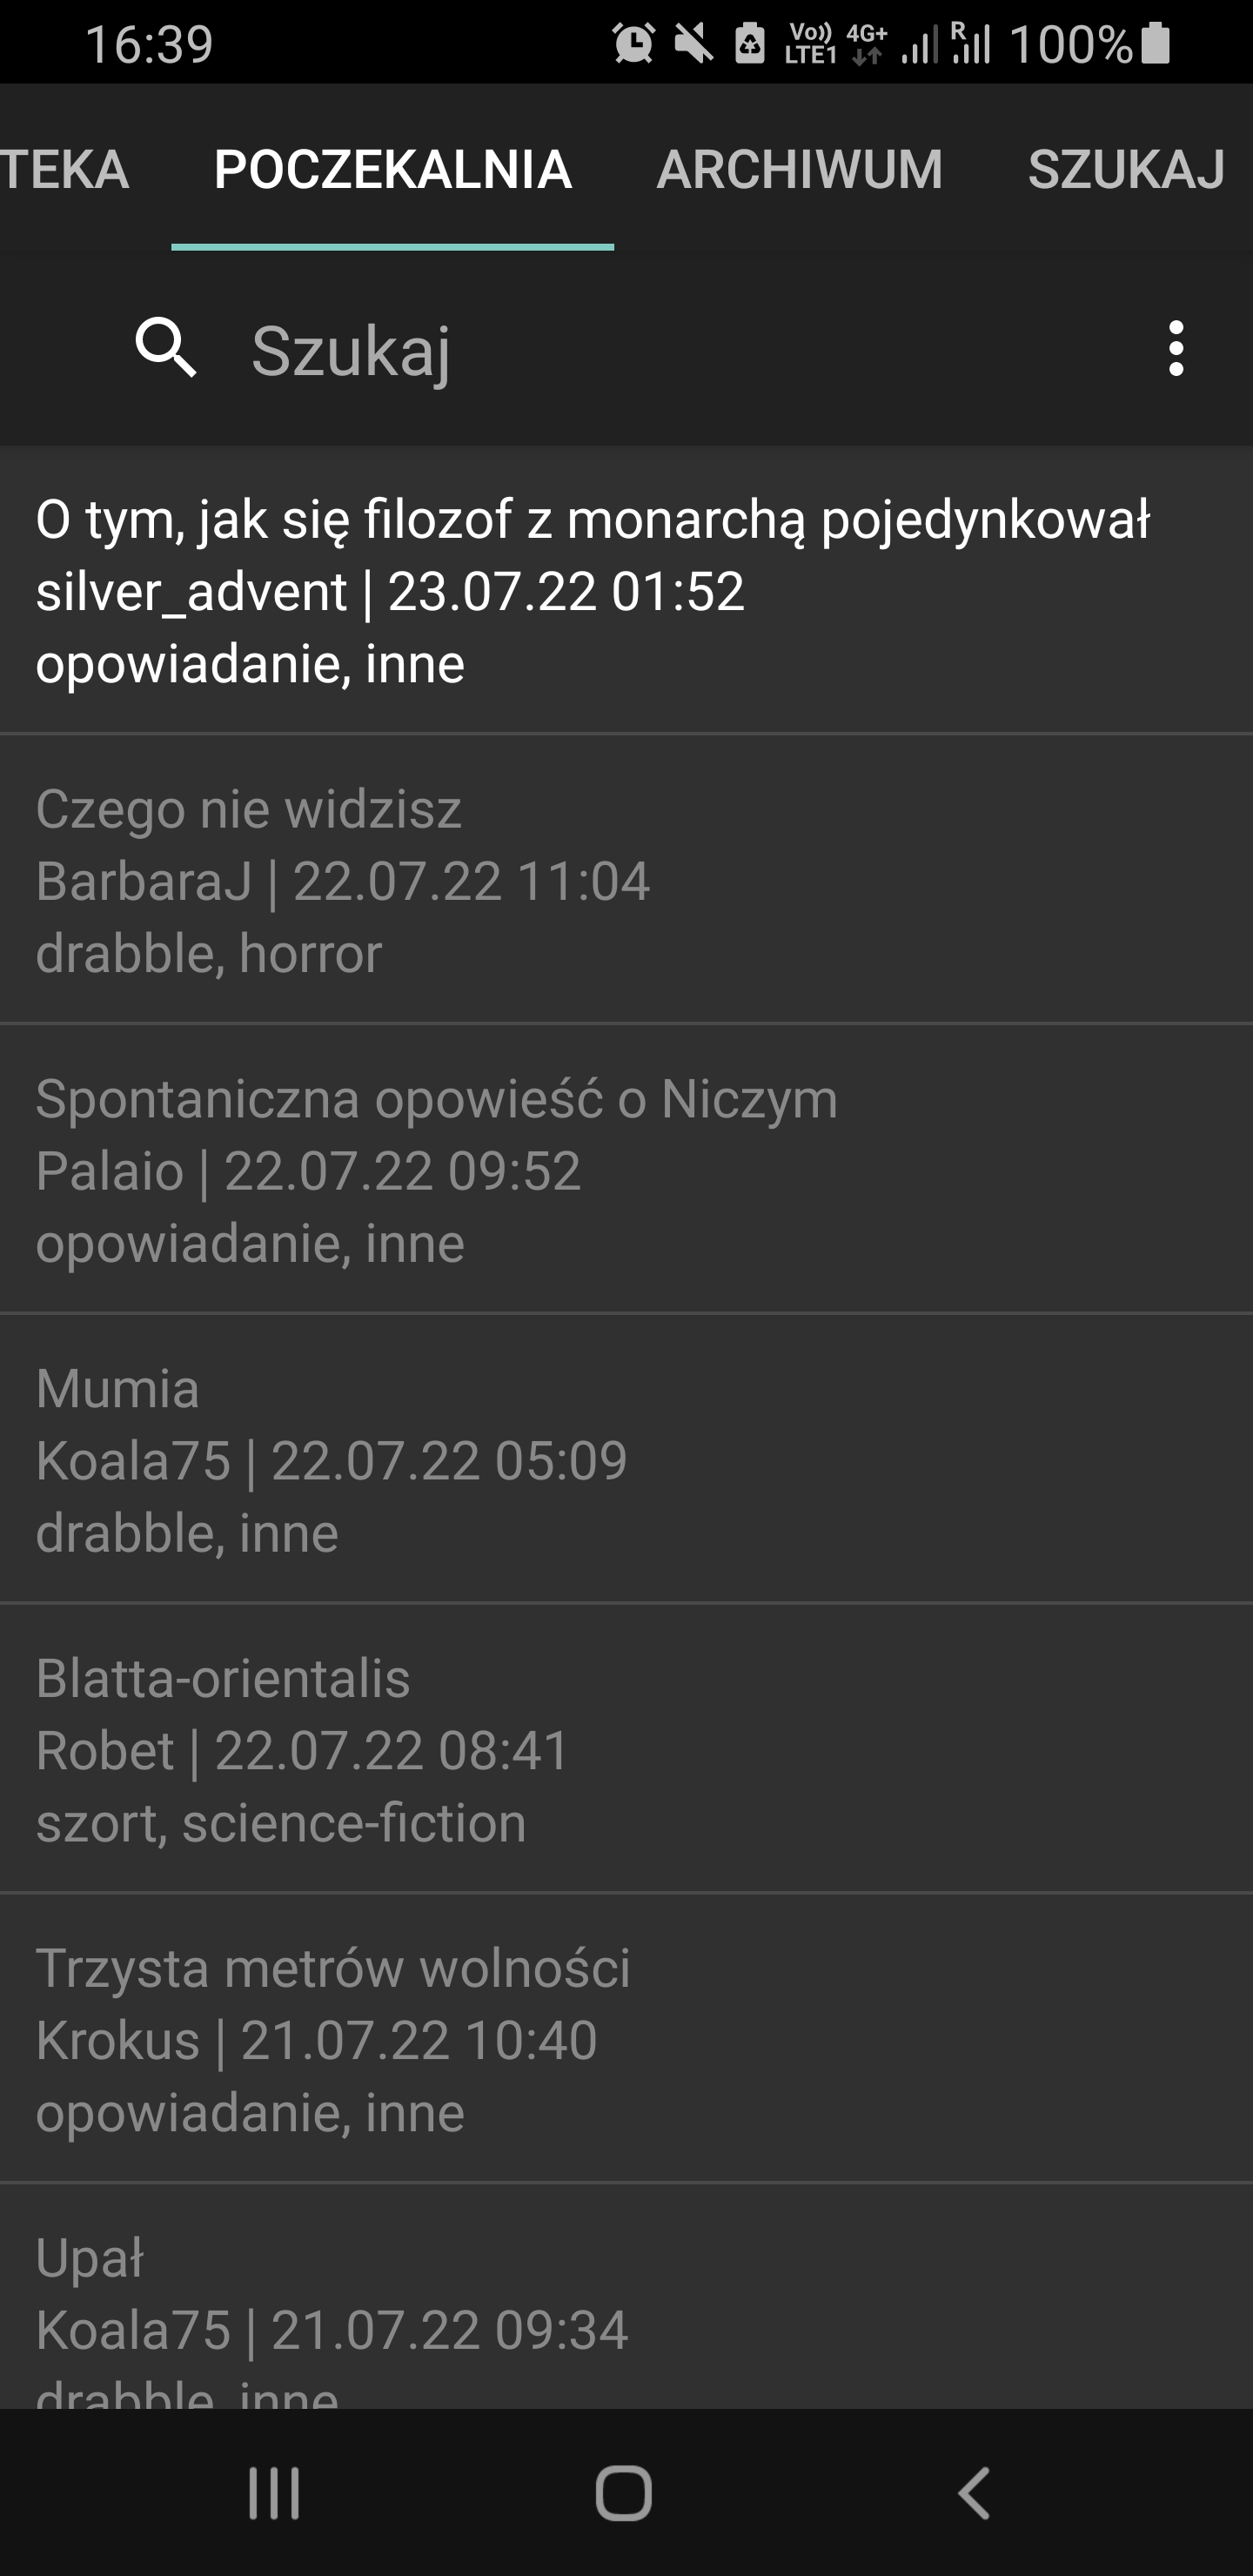 16:39 Vo)) LTE1 4G+ R 100%
TEKA POCZEKALNIA ARCHIWUM SZUKAJ
Szukaj
O tym, jak się filozof z monarchą pojedynkował
silver_advent | 23.07.22 01:52
opowiadanie, inne
Czego nie widzisz
BarbaraJ | 22.07.22 11:04
drabble, horror
Spontaniczna opowieść o Niczym
Palaio | 22.07.22 09:52
opowiadanie, inne
Mumia
Koala75 | 22.07.22 05:09
drabble, inne
Blatta-orientalis
Robet | 22.07.22 08:41
szort, science-fiction
Trzysta metrów wolności
Krokus | 21.07.22 10:40
opowiadanie, inne
Upał
Koala75 | 21.07.22 09:34
drabble, inne